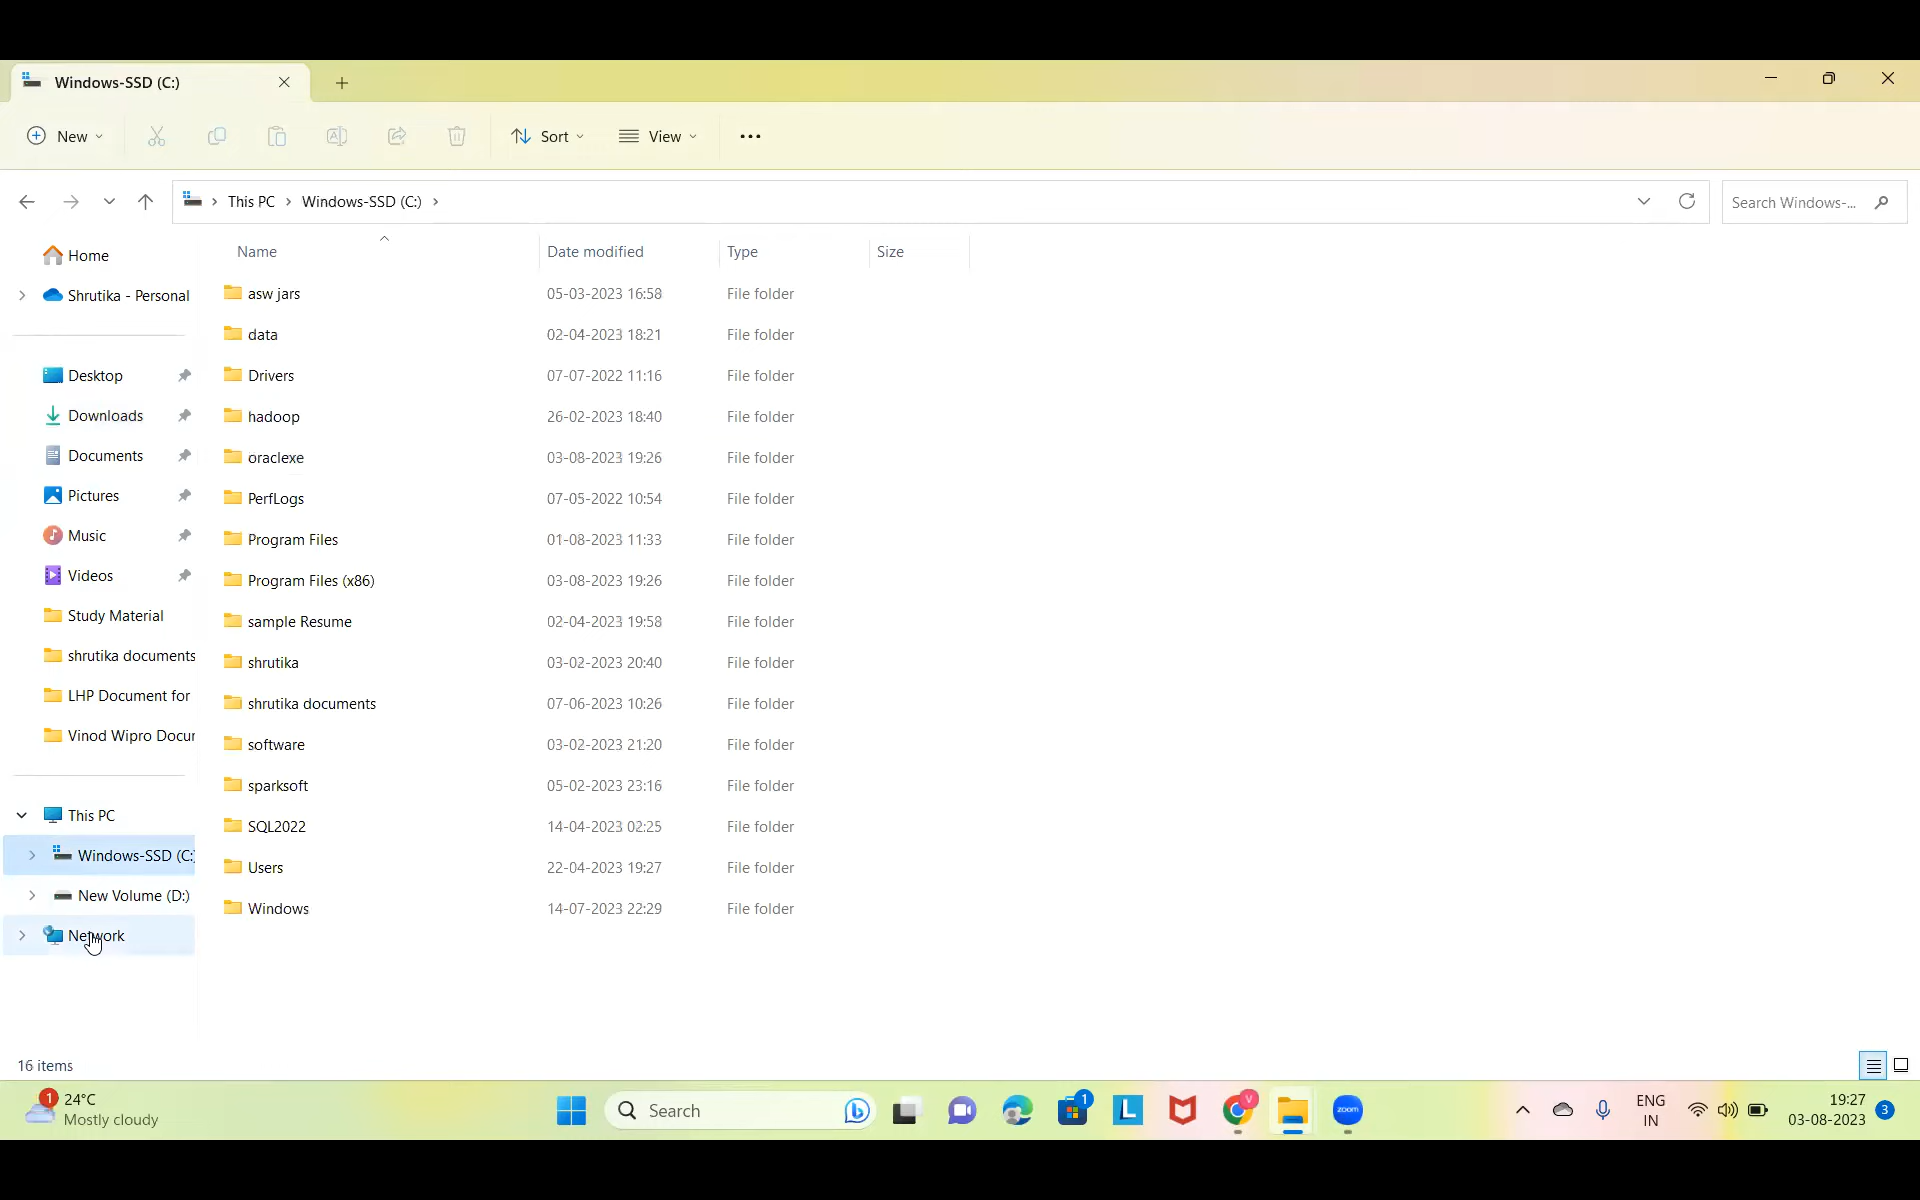 Windows-SSD (C:)
New
Sort
View
This PC
Windows-SSD (C:)
Search Windows-...
Home
Shrutika - Personal
Desktop
Downloads
Documents
Pictures
Music
Videos
Study Material
shrutika documents
LHP Document for
Vinod Wipro Docur
This PC
Windows-SSD (C:
New Volume (D:)
Network
Name Date modified Type Size
asw jars 05-03-2023 16:58 File folder
data 02-04-2023 18:21 File folder
Drivers 07-07-2022 11:16 File folder
hadoop 26-02-2023 18:40 File folder
oraclexe 03-08-2023 19:26 File folder
PerfLogs 07-05-2022 10:54 File folder
Program Files 01-08-2023 11:33 File folder
Program Files (x86) 03-08-2023 19:26 File folder
sample Resume 02-04-2023 19:58 File folder
shrutika 03-02-2023 20:40 File folder
shrutika documents 07-06-2023 10:26 File folder
software 03-02-2023 21:20 File folder
sparksoft 05-02-2023 23:16 File folder
SQL2022 14-04-2023 02:25 File folder
Users 22-04-2023 19:27 File folder
Windows 14-07-2023 22:29 File folder
16 items
1
24°C
Mostly cloudy
Search
1
L
V
zoom
ENG
IN
19:27
03-08-2023
3